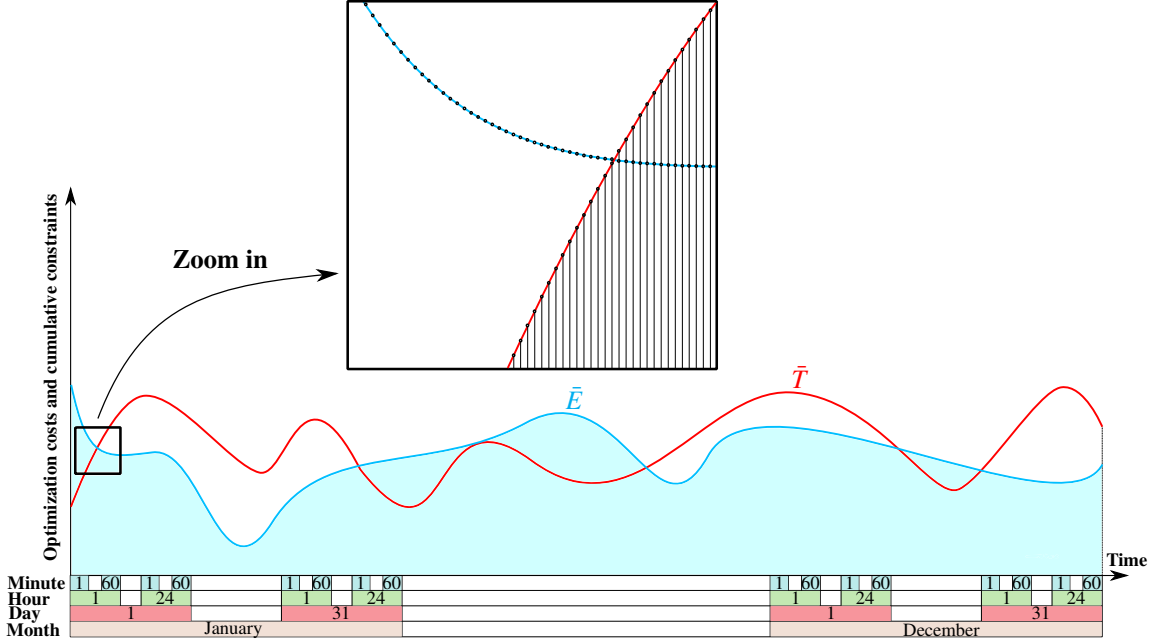 Optimization costs and cumulative constraints
Zoom in
Ē
T̄
Time
Minute 1 60 1 60 1 60 1 60 1 60 1 60 1 60 1 60
Hour 1 24 1 24 1 24 1 24
Day 1 31 1 31
Month January December